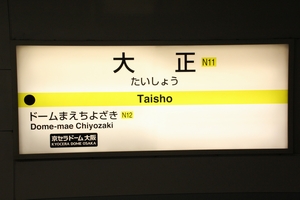 大正 N11
たいしょう
Taisho
ドームまえちよざき N12
Dome-mae Chiyozaki
京セラドーム 大阪
KYOCERA DOME OSAKA